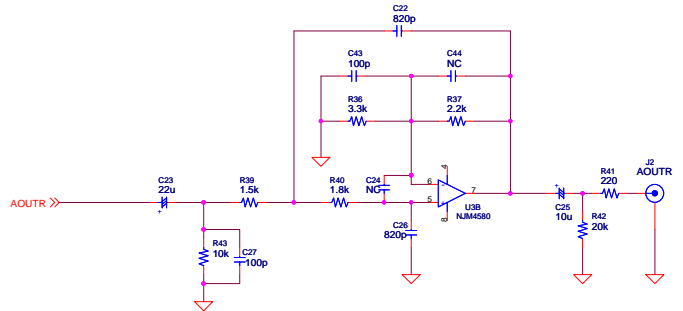 C22
820p
C43
100p
C44
NC
R36
3.3k
R37
2.2k
C23
22u
+
R39
1.5k
R40
1.8k
C24
NC
6
5
4
8
7
-
+
U3B
NJM4580
J2
AOUTR
R41
220
+
C25
10u
R42
20k
AOUTR
C26
820p
R43
10k
C27
100p